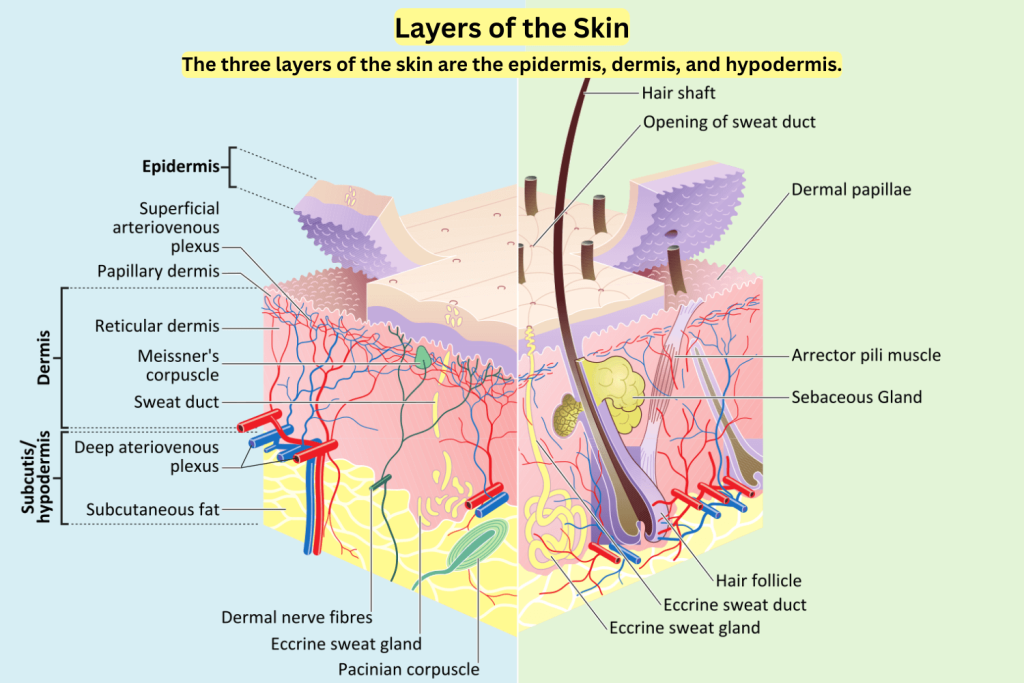 Layers of the Skin
The three layers of the skin are the epidermis, dermis, and hypodermis.
Hair shaft
Opening of sweat duct
Epidermis
Dermal papillae
Superficial
arteriovenous
plexus
Papillary dermis
Dermis
Reticular dermis
Meissner's
corpuscle
Sweat duct
Arrector pili muscle
Sebaceous Gland
Subcutis/
hypodermis
Deep ateriovenous
plexus
Subcutaneous fat
Hair follicle
Eccrine sweat duct
Eccrine sweat gland
Dermal nerve fibres
Eccrine sweat gland
Pacinian corpuscle